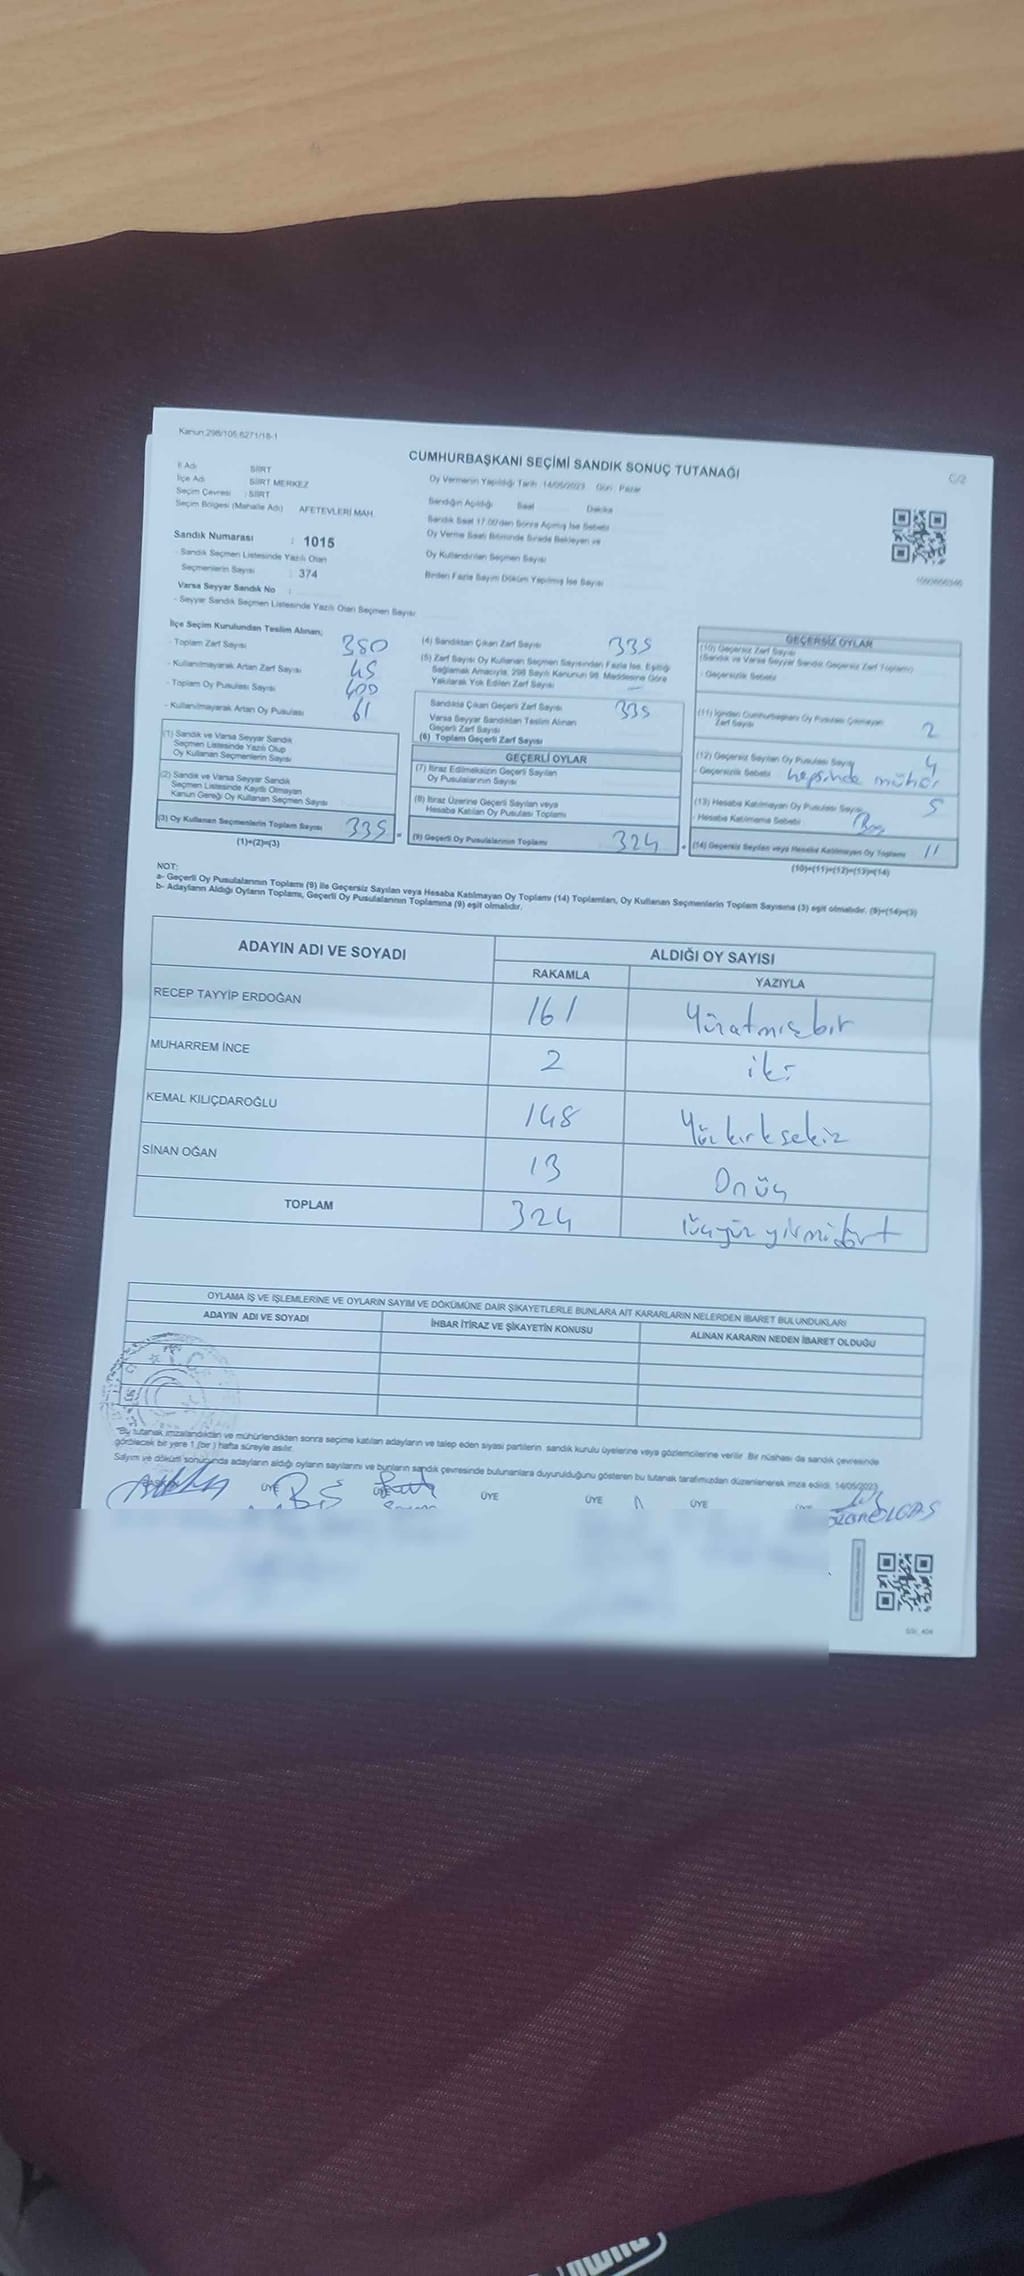 Kanun:298/105,6271/18-1
CUMHURBAŞKANI SEÇİMİ SANDIK SONUÇ TUTANAĞI
C/2
İl Adı SİİRT
İlçe Adı SİİRT MERKEZ
Seçim Çevresi : SİİRT
Seçim Bölgesi (Mahalle Adı) AFETEVLERİ MAH.
Oy Vermenin Yapıldığı Tarih :14/05/2023 Gün : Pazar
Sandığın Açıldığı Saat Dakika
Sandık Saat 17:00'den Sonra Açılmış İse Sebebi
Oy Verme Saati Bitiminde Sırada Bekleyen ve
Oy Kullandırılan Seçmen Sayısı
Birden Fazla Sayım Döküm Yapılmış İse Sayısı
Sandık Numarası : 1015
- Sandık Seçmen Listesinde Yazılı Olan
Seçmenlerin Sayısı : 374
Varsa Seyyar Sandık No :
- Seyyar Sandık Seçmen Listesinde Yazılı Olan Seçmen Sayısı
İlçe Seçim Kurulundan Teslim Alınan;
- Toplam Zarf Sayısı 380
- Kullanılmayarak Artan Zarf Sayısı 45
- Toplam Oy Pusulası Sayısı 400
- Kullanılmayarak Artan Oy Pusulası 61
(1) Sandık ve Varsa Seyyar Sandık
Seçmen Listesinde Yazılı Olup
Oy Kullanan Seçmenlerin Sayısı
(2) Sandık ve Varsa Seyyar Sandık
Seçmen Listesinde Kayıtlı Olmayan
Kanun Gereği Oy Kullanan Seçmen Sayısı
(3) Oy Kullanan Seçmenlerin Toplam Sayısı 335
(1)+(2)=(3)
(4) Sandıktan Çıkan Zarf Sayısı 335
(5) Zarf Sayısı Oy Kullanan Seçmen Sayısından Fazla İse, Eşitliği
Sağlamak Amacıyla, 298 Sayılı Kanunun 98. Maddesine Göre
Yakılarak Yok Edilen Zarf Sayısı —
Sandıkta Çıkan Geçerli Zarf Sayısı 335
Varsa Seyyar Sandıktan Teslim Alınan
Geçerli Zarf Sayısı
(6) Toplam Geçerli Zarf Sayısı
GEÇERLİ OYLAR
(7) İtiraz Edilmeksizin Geçerli Sayılan
Oy Pusulalarının Sayısı
(8) İtiraz Üzerine Geçerli Sayılan veya
Hesaba Katılan Oy Pusulası Toplamı
(9) Geçerli Oy Pusulalarının Toplamı 324
GEÇERSİZ OYLAR
(10) Geçersiz Zarf Sayısı
(Sandık ve Varsa Seyyar Sandık Geçersiz Zarf Toplamı)
- Geçersizlik Sebebi
(11) İçinden Cumhurbaşkanı Oy Pusulası Çıkmayan
Zarf Sayısı 2
(12) Geçersiz Sayılan Oy Pusulası Sayısı 4
- Geçersizlik Sebebi hepsinde mühür
(13) Hesaba Katılmayan Oy Pusulası Sayısı 5
- Hesaba Katılmama Sebebi Boş
(14) Geçersiz Sayılan veya Hesaba Katılmayan Oy Toplamı 11
(10)+(11)+(12)+(13)=(14)
NOT:
a- Geçerli Oy Pusulalarının Toplamı (9) ile Geçersiz Sayılan veya Hesaba Katılmayan Oy Toplamı (14) Toplamları, Oy Kullanan Seçmenlerin Toplam Sayısına (3) eşit olmalıdır. (9)+(14)=(3)
b- Adayların Aldığı Oyların Toplamı, Geçerli Oy Pusulalarının Toplamına (9) eşit olmalıdır.
ADAYIN ADI VE SOYADI
ALDIĞI OY SAYISI
RAKAMLA YAZIYLA
RECEP TAYYİP ERDOĞAN 161 Yüzatmışbir
MUHARREM İNCE 2 iki
KEMAL KILIÇDAROĞLU 148 Yüzkırksekiz
SİNAN OĞAN 13 Onüç
TOPLAM 324 üçyüzyirmidört
OYLAMA İŞ VE İŞLEMLERİNE VE OYLARIN SAYIM VE DÖKÜMÜNE DAİR ŞİKAYETLERLE BUNLARA AİT KARARLARIN NELERDEN İBARET BULUNDUKLARI
ADAYIN ADI VE SOYADI İHBAR İTİRAZ VE ŞİKAYETİN KONUSU ALINAN KARARIN NEDEN İBARET OLDUĞU
"Bu tutanak imzalandıktan ve mühürlendikten sonra seçime katılan adayların ve talep eden siyasi partilerin sandık kurulu üyelerine veya gözlemcilerine verilir. Bir nüshası da sandık çevresinde
görülecek bir yere 1 (bir ) hafta süreyle asılır.
Sayım ve dökümü sonucunda adayların aldığı oyların sayılarını ve bunların sandık çevresinde bulunanlara duyurulduğunu gösteren bu tutanak tarafımızdan düzenlenerek imza edildi. 14/05/2023
ÜYE ÜYE ÜYE ÜYE ÜYE